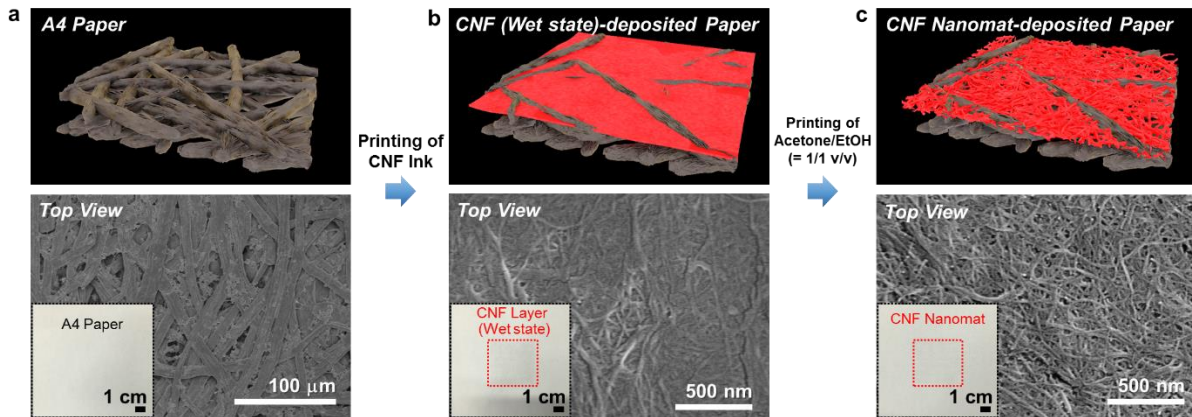 a
A4 Paper
Top View
A4 Paper
1 cm
100 μm
Printing of
CNF Ink
b
CNF (Wet state)-deposited Paper
Top View
CNF Layer
(Wet state)
1 cm
500 nm
Printing of
Acetone/EtOH
(= 1/1 v/v)
c
CNF Nanomat-deposited Paper
Top View
CNF Nanomat
1 cm
500 nm